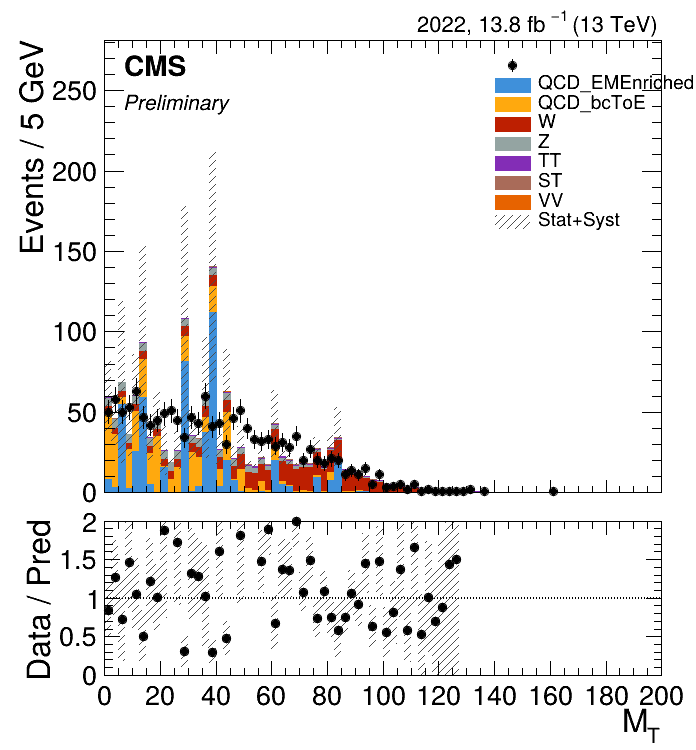 2022, 13.8 fb⁻¹ (13 TeV)
CMS
Preliminary
QCD_EMEnriched
QCD_bcToE
W
Z
TT
ST
VV
Stat+Syst
Events / 5 GeV
250
200
150
100
50
0
Data / Pred
2
1.5
1
0.5
0
0 20 40 60 80 100 120 140 160 180 200
M_T